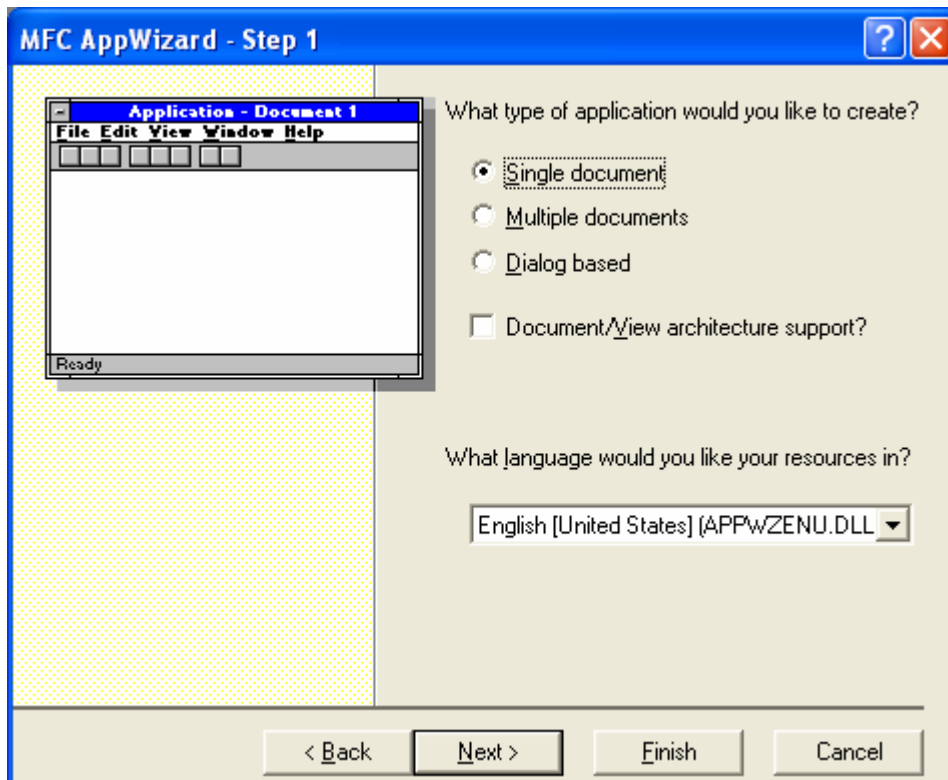 MFC AppWizard - Step 1
?
Application - Document 1
File Edit View Window Help
Ready
What type of application would you like to create?
Single document
Multiple documents
Dialog based
Document/View architecture support?
What language would you like your resources in?
English [United States] (APPWZENU.DLL
< Back
Next >
Finish
Cancel